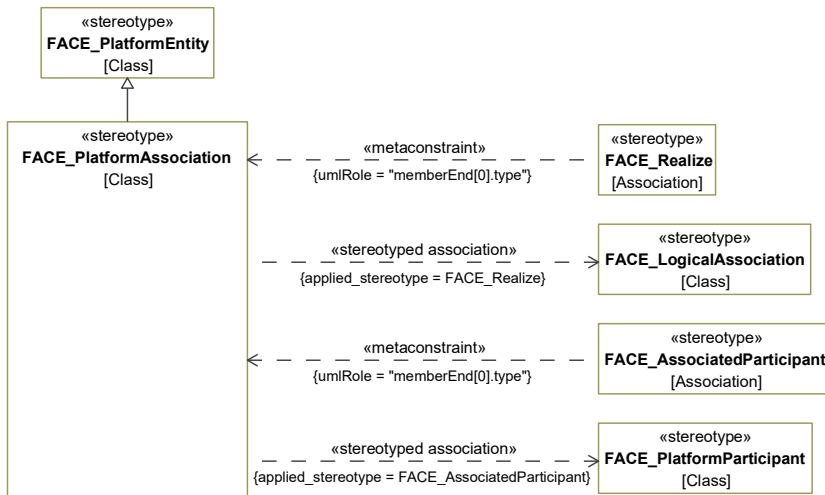 «stereotype»
FACE_PlatformEntity
[Class]
«stereotype»
FACE_PlatformAssociation
[Class]
«metaconstraint»
{umlRole = "memberEnd[0].type"}
«stereotype»
FACE_Realize
[Association]
«stereotyped association»
{applied_stereotype = FACE_Realize}
«stereotype»
FACE_LogicalAssociation
[Class]
«metaconstraint»
{umlRole = "memberEnd[0].type"}
«stereotype»
FACE_AssociatedParticipant
[Association]
«stereotyped association»
{applied_stereotype = FACE_AssociatedParticipant}
«stereotype»
FACE_PlatformParticipant
[Class]